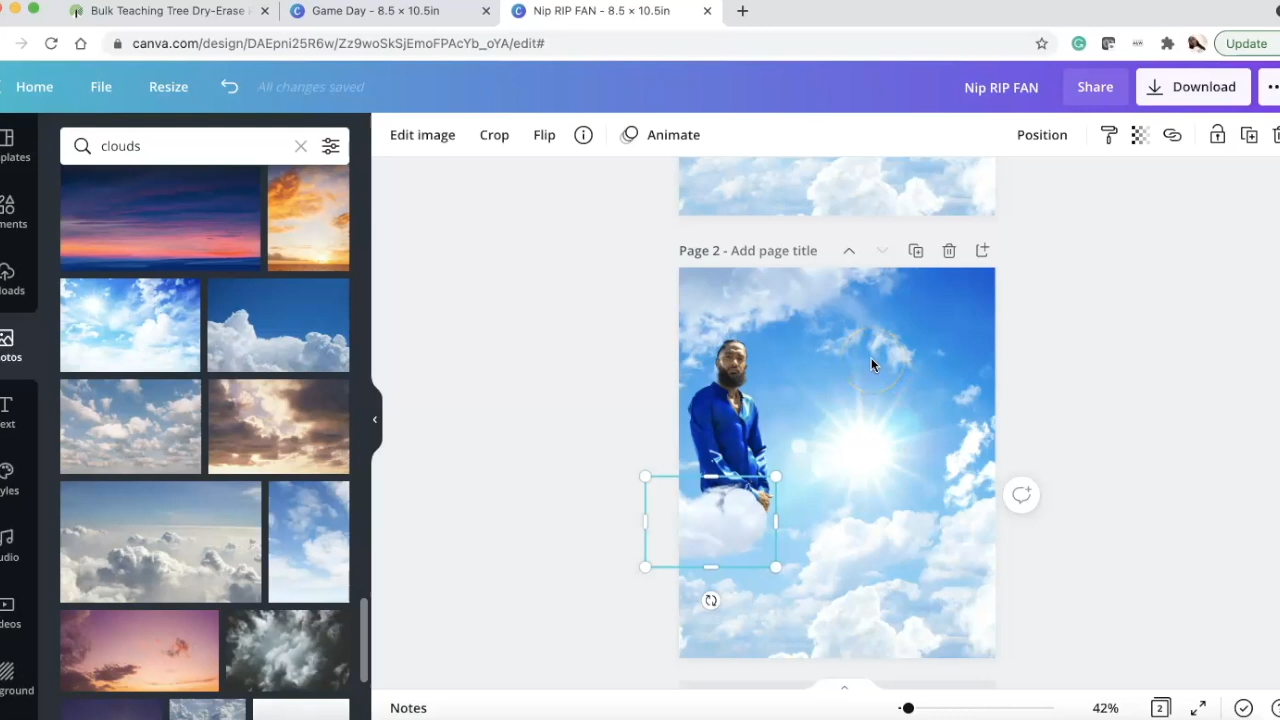 Bulk Teaching Tree Dry-Erase
Game Day - 8.5 × 10.5in
Nip RIP FAN - 8.5 × 10.5in
canva.com/design/DAEpni25R6w/Zz9woSkSjEmoFPAcYb_oYA/edit#
Update
Home
File
Resize
All changes saved
Nip RIP FAN
Share
Download
clouds
Edit image
Crop
Flip
Animate
Position
plates
ments
loads
otos
ext
yles
udio
deos
ground
Page 2 - Add page title
Notes
42%
2